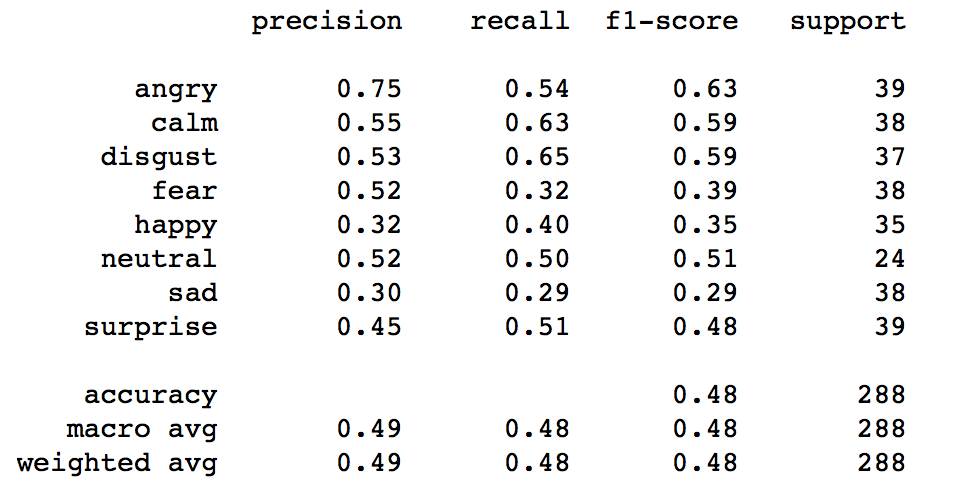 precision recall f1-score support
angry 0.75 0.54 0.63 39
calm 0.55 0.63 0.59 38
disgust 0.53 0.65 0.59 37
fear 0.52 0.32 0.39 38
happy 0.32 0.40 0.35 35
neutral 0.52 0.50 0.51 24
sad 0.30 0.29 0.29 38
surprise 0.45 0.51 0.48 39
accuracy 0.48 288
macro avg 0.49 0.48 0.48 288
weighted avg 0.49 0.48 0.48 288